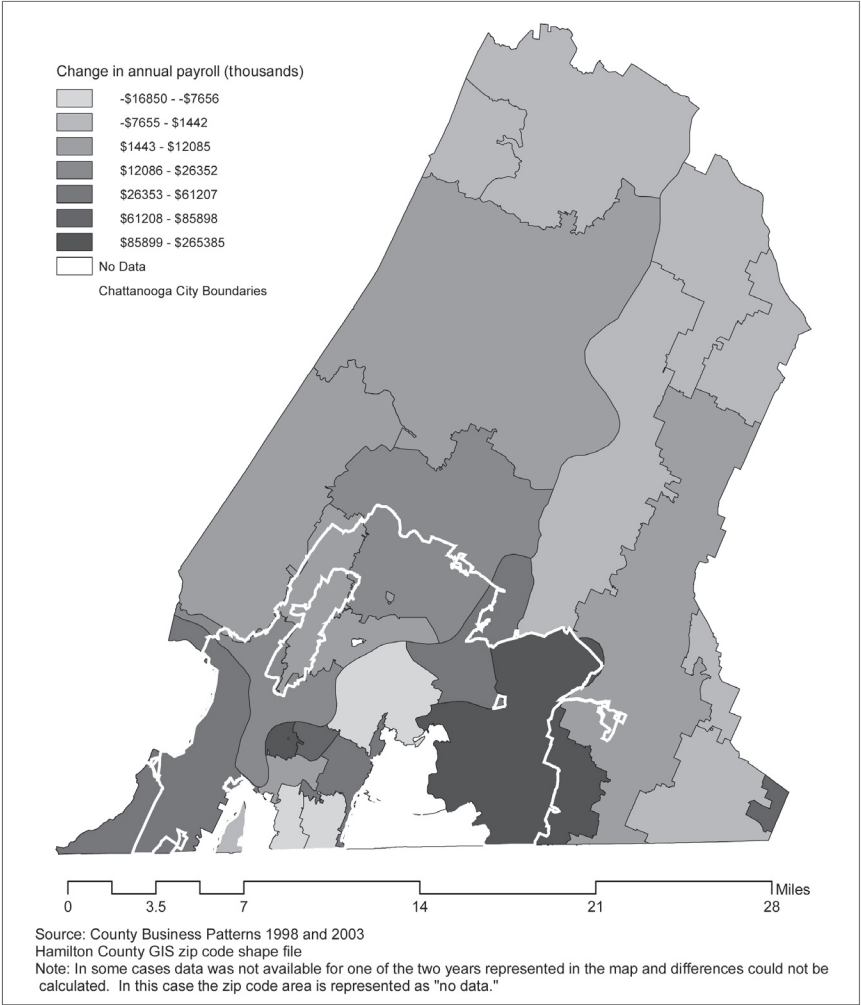 Change in annual payroll (thousands)
-$16850 - -$7656
-$7655 - $1442
$1443 - $12085
$12086 - $26352
$26353 - $61207
$61208 - $85898
$85899 - $265385
No Data
Chattanooga City Boundaries
Miles
0 3.5 7 14 21 28
Source: County Business Patterns 1998 and 2003
Hamilton County GIS zip code shape file
Note: In some cases data was not available for one of the two years represented in the map and differences could not be
calculated. In this case the zip code area is represented as "no data."